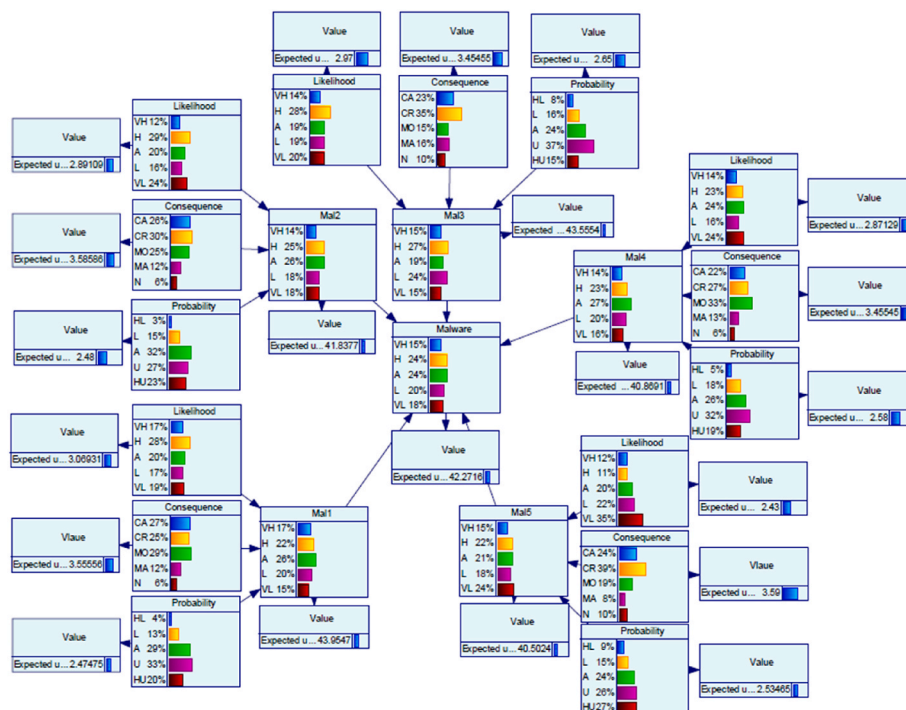 Value
Expected u... 2.97
Value
Expected u... 3.45455
Value
Expected u... 2.65
Likelihood
VH 14%
H 28%
A 19%
L 19%
VL 20%
Consequence
CA 23%
CR 35%
MO 15%
MA 16%
N 10%
Probability
HL 8%
L 16%
A 24%
U 37%
HU 15%
Value
Expected u... 2.89109
Likelihood
VH 12%
H 29%
A 20%
L 16%
VL 24%
Value
Expected u... 3.58586
Consequence
CA 26%
CR 30%
MO 25%
MA 12%
N 6%
Value
Expected u... 2.48
Probability
HL 3%
L 15%
A 32%
U 27%
HU 23%
Mal2
VH 14%
H 25%
A 26%
L 18%
VL 18%
Value
Expected ... 41.8377
Mal3
VH 15%
H 27%
A 19%
L 24%
VL 15%
Value
Expected ... 43.5554
Likelihood
VH 14%
H 23%
A 24%
L 16%
VL 24%
Value
Expected u... 2.87129
Mal4
VH 14%
H 23%
A 27%
L 20%
VL 16%
Value
Expected ... 40.8691
Consequence
CA 22%
CR 27%
MO 33%
MA 13%
N 6%
Value
Expected u... 3.45545
Probability
HL 5%
L 18%
A 26%
U 32%
HU 19%
Value
Expected u... 2.58
Malware
VH 15%
H 24%
A 24%
L 20%
VL 18%
Value
Expected ... 42.2716
Value
Expected u... 3.06931
Likelihood
VH 17%
H 28%
A 20%
L 17%
VL 19%
Vlaue
Expected u... 3.55556
Consequence
CA 27%
CR 25%
MO 29%
MA 12%
N 6%
Value
Expected u... 2.47475
Probability
HL 4%
L 13%
A 29%
U 33%
HU 20%
Mal1
VH 17%
H 22%
A 26%
L 20%
VL 15%
Value
Expected ... 43.9547
Mal5
VH 15%
H 22%
A 21%
L 18%
VL 24%
Value
Expected ... 40.5024
Likelihood
VH 12%
H 11%
A 20%
L 22%
VL 35%
Value
Expected u... 2.43
Consequence
CA 24%
CR 39%
MO 19%
MA 8%
N 10%
Vlaue
Expected u... 3.59
Probability
HL 9%
L 15%
A 24%
U 26%
HU 27%
Value
Expected u... 2.53465